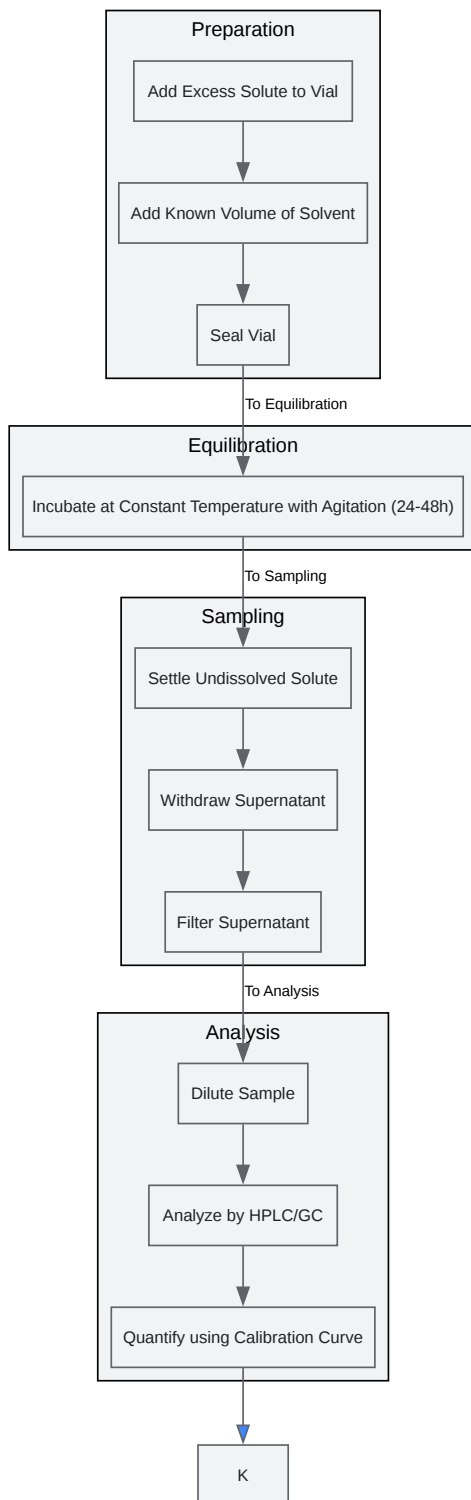 Preparation
Add Excess Solute to Vial
Add Known Volume of Solvent
Seal Vial
To Equilibration
Equilibration
Incubate at Constant Temperature with Agitation (24-48h)
To Sampling
Sampling
Settle Undissolved Solute
Withdraw Supernatant
Filter Supernatant
To Analysis
Analysis
Dilute Sample
Analyze by HPLC/GC
Quantify using Calibration Curve
K